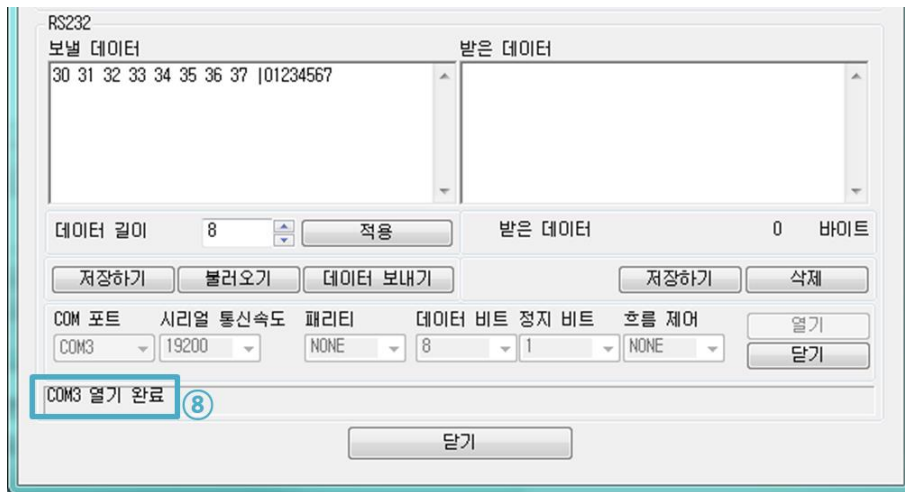 RS232
보낼 데이터 받은 데이터
30 31 32 33 34 35 36 37 |01234567
데이터 길이 8 적용 받은 데이터 0 바이트
저장하기 불러오기 데이터 보내기 저장하기 삭제
COM 포트 시리얼 통신속도 패리티 데이터 비트 정지 비트 흐름 제어 열기
COM3 19200 NONE 8 1 NONE 닫기
COM3 열기 완료 ⑧
닫기